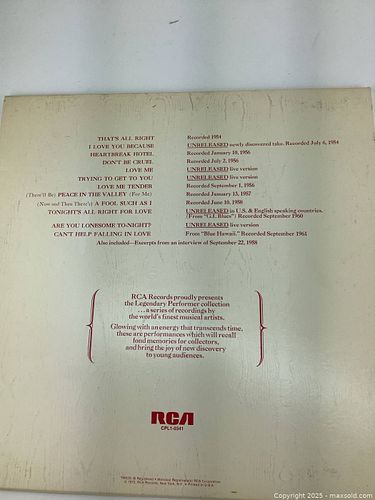 THAT'S ALL RIGHT Recorded 1954
I LOVE YOU BECAUSE UNRELEASED newly discovered take. Recorded July 6, 1954
HEARTBREAK HOTEL Recorded January 10, 1956
DON'T BE CRUEL Recorded July 2, 1956
LOVE ME UNRELEASED live version
TRYING TO GET TO YOU UNRELEASED live version
LOVE ME TENDER Recorded September 1, 1956
(There'll Be) PEACE IN THE VALLEY (For Me) Recorded January 13, 1957
(Now and Then There's) A FOOL SUCH AS I Recorded June 10, 1958
TONIGHT'S ALL RIGHT FOR LOVE UNRELEASED in U.S. & English speaking countries.
(From "G.I. Blues") Recorded September 1960
ARE YOU LONESOME TO-NIGHT? UNRELEASED live version
CAN'T HELP FALLING IN LOVE From "Blue Hawaii." Recorded September 1961
Also included—Excerpts from an interview of September 22, 1958
RCA Records proudly presents
the Legendary Performer collection
...a series of recordings by
the world's finest musical artists.
Glowing with an energy that transcends time,
these are performances which will recall
fond memories for collectors,
and bring the joy of new discovery
to young audiences.
RCA
CPL1-0341
RCA Records, New York, N.Y. • Printed in U.S.A.
Copyright 2025 - MaxSold.com